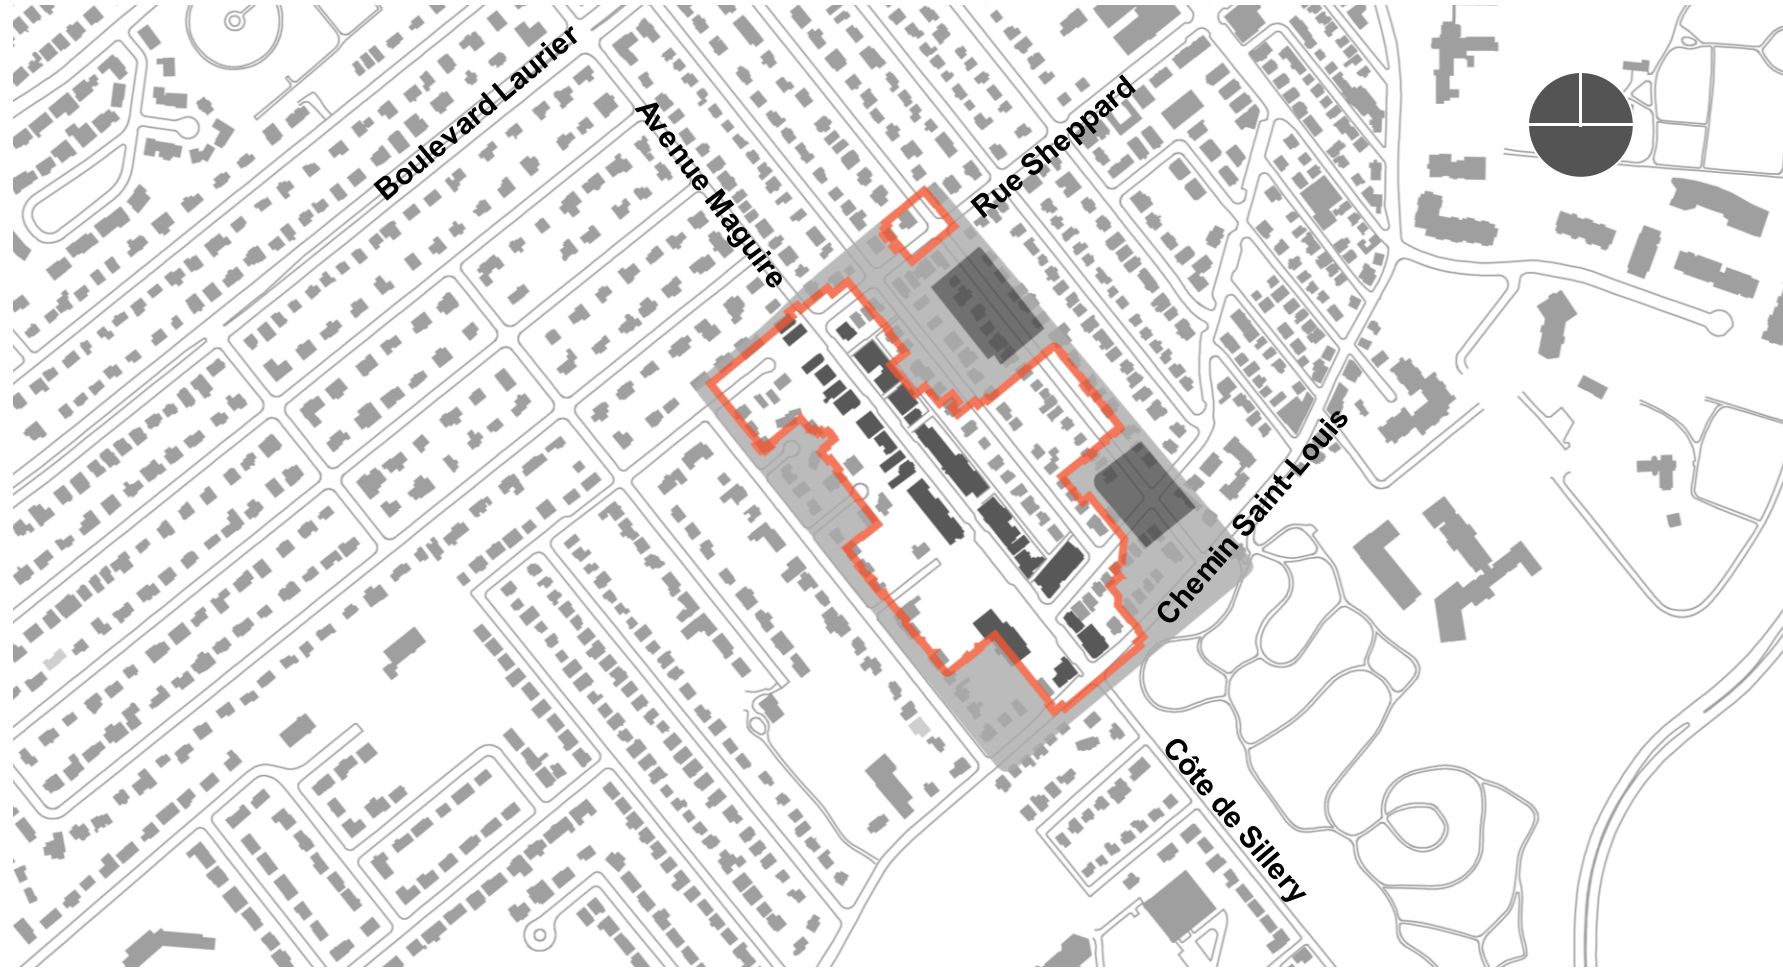 Boulevard Laurier
Avenue Maguire
Rue Sheppard
Chemin Saint-Louis
Côte de Sillery